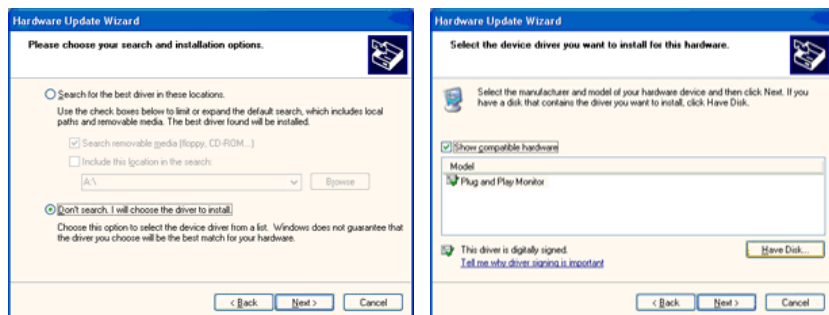 Hardware Update Wizard
Please choose your search and installation options.
Search for the best driver in these locations.
Use the check boxes below to limit or expand the default search, which includes local
paths and removable media. The best driver found will be installed.
Search removable media (floppy, CD-ROM...)
Include this location in the search:
A:\
Browse
Don't search. I will choose the driver to install.
Choose this option to select the device driver from a list. Windows does not guarantee that
the driver you choose will be the best match for your hardware.
< Back
Next >
Cancel
Hardware Update Wizard
Select the device driver you want to install for this hardware.
Select the manufacturer and model of your hardware device and then click Next. If you
have a disk that contains the driver you want to install, click Have Disk.
Show compatible hardware
Model
Plug and Play Monitor
This driver is digitally signed.
Tell me why driver signing is important
Have Disk...
< Back
Next >
Cancel